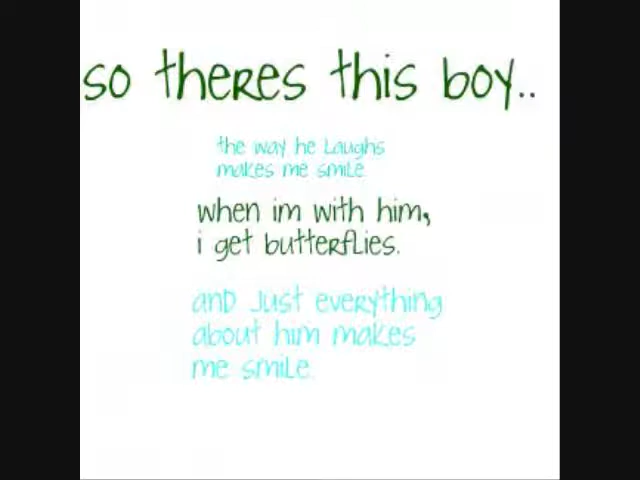 so theres this boy..
the way he Laughs
makes me smile.
when im with him,
i get butterflies.
and Just everything
about him makes
me smile.